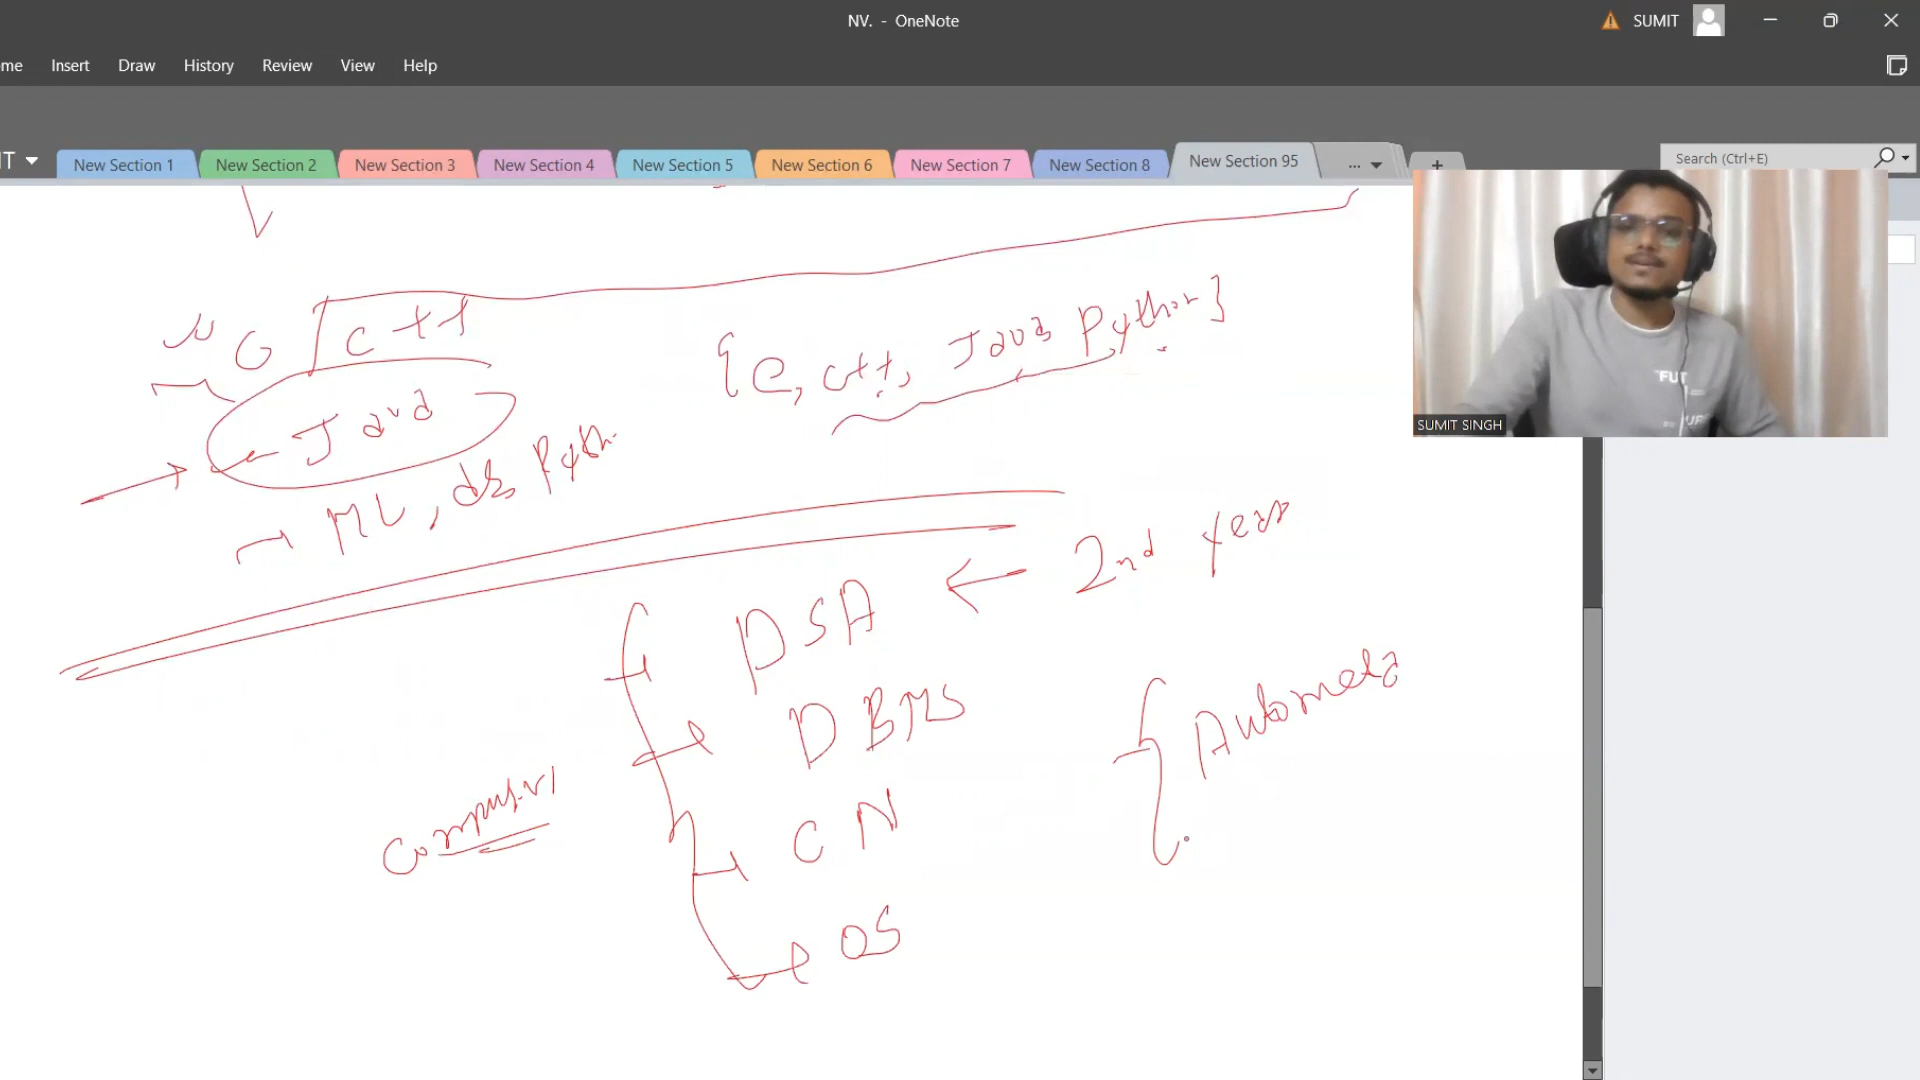 NV. - OneNote
SUMIT
me Insert Draw History Review View Help
IT
New Section 1 New Section 2 New Section 3 New Section 4 New Section 5 New Section 6 New Section 7 New Section 8 New Section 95 ... +
Search (Ctrl+E)
SUMIT SINGH
G C++
{C, C++, Java Python}
Java
ML, ds, Pyth
DSA ← 2nd year
DBMS
Automata
CN
OS